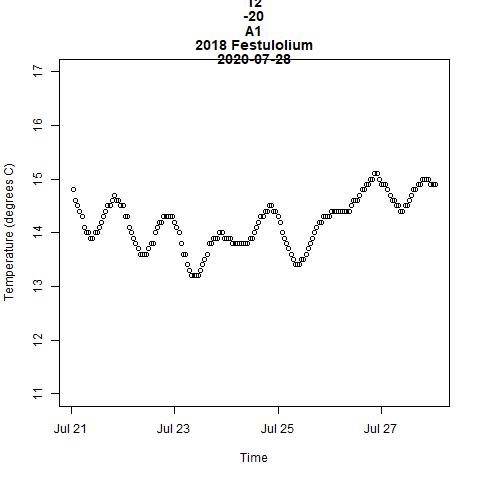 T2
-20
A1
2018 Festulolium
2020-07-28
Temperature (degrees C)
17
16
15
14
13
12
11
Jul 21
Jul 23
Jul 25
Jul 27
Time